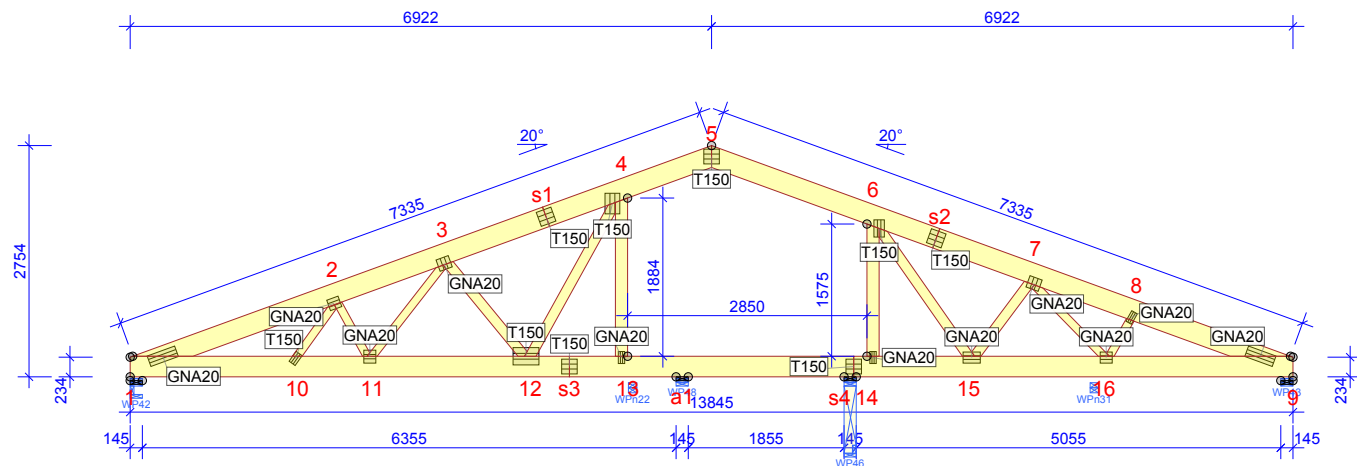 6922 6922
5
20° 20°
7335 7335
4 6
s1 T150 s2
T150 T150 T150 T150
3 7
2754 GNA20 1884 1575 GNA20
2 8
GNA20 2850 GNA20
T150 GNA20 T150 T150 GNA20 GNA20 GNA20
GNA20 T150 GNA20
234 234
1 10 11 12 s3 13 a1 s4 14 15 16 9
WP42 WPn22 WPn31
13845
145 6355 145 1855 145 5055 145
WP46